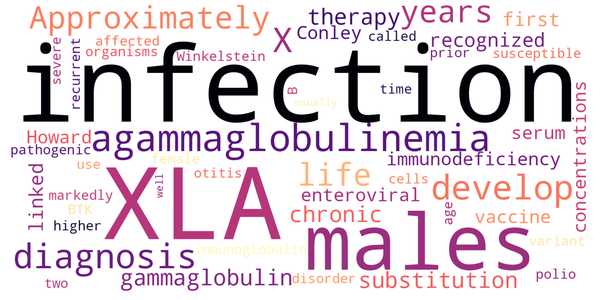 Approximately therapy years first
severe recurrent affected organisms Winkelstein X Conley called recognized prior susceptible
infection
B usually time
Howard agammaglobulinemia serum concentrations
pathogenic use female immunodeficiency
linked markedly BTK otitis XLA well life cells enteroviral develop
higher chronic age vaccine
immunoglobulin males variant
diagnosis gammaglobulin disorder substitution polio
two